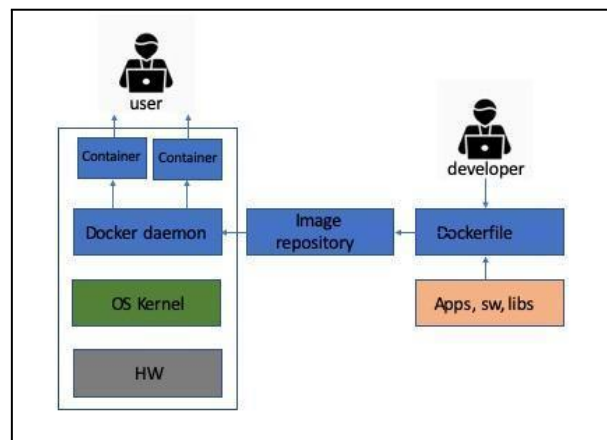 user
Container
Container
developer
Docker daemon
Image
repository
Dockerfile
OS Kernel
Apps, sw, libs
HW